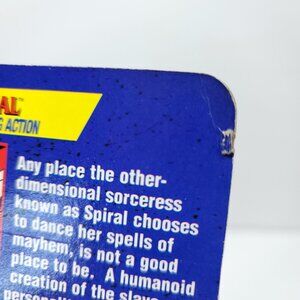 AL
ACTION
Any place the other-
dimensional sorceress
known as Spiral chooses
to dance her spells of
mayhem, is not a good
place to be. A humanoid
creation of the slave